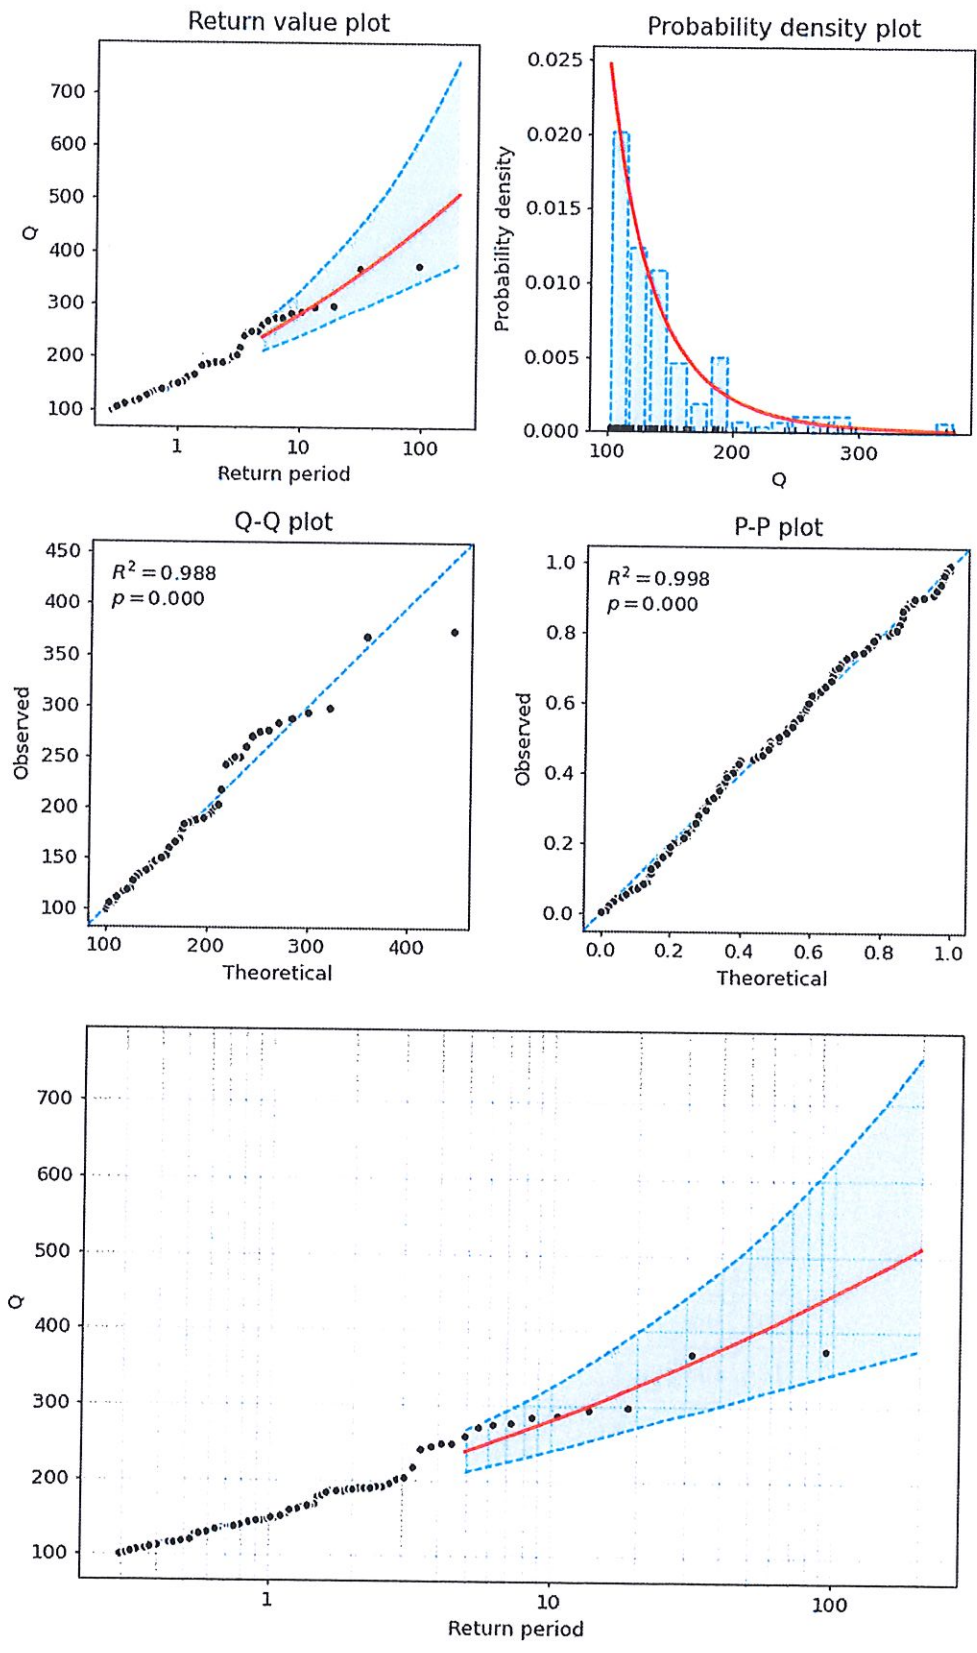 Return value plot
Q
700
600
500
400
300
200
100
1
10
100
Return period
Probability density plot
Probability density
0.025
0.020
0.015
0.010
0.005
0.000
100
200
300
Q
Q-Q plot
R² = 0.988
p = 0.000
Observed
450
400
350
300
250
200
150
100
100
200
300
400
Theoretical
P-P plot
R² = 0.998
p = 0.000
Observed
1.0
0.8
0.6
0.4
0.2
0.0
0.0
0.2
0.4
0.6
0.8
1.0
Theoretical
Q
700
600
500
400
300
200
100
1
10
100
Return period